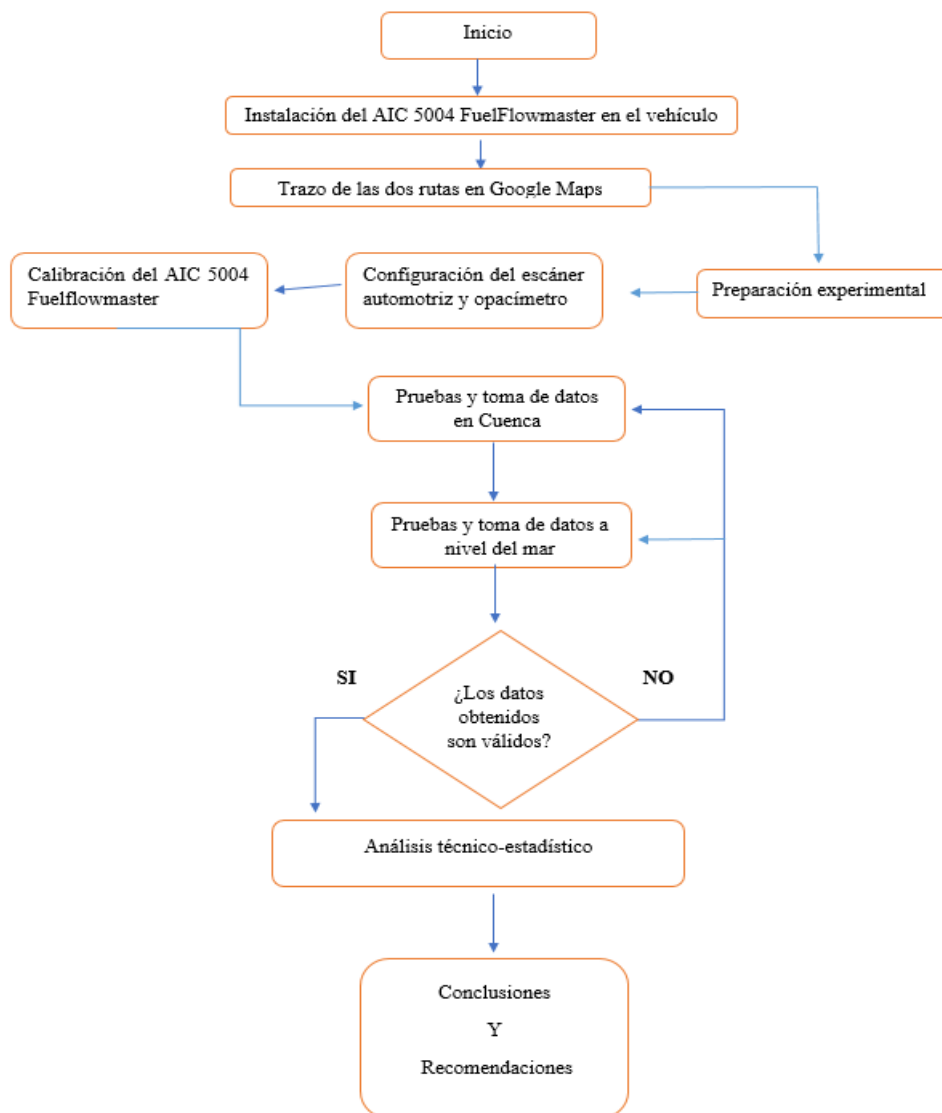 Inicio
Instalación del AIC 5004 FuelFlowmaster en el vehículo
Trazo de las dos rutas en Google Maps
Calibración del AIC 5004
Fuelflowmaster
Configuración del escáner
automotriz y opacímetro
Preparación experimental
Pruebas y toma de datos
en Cuenca
Pruebas y toma de datos a
nivel del mar
SI
NO
¿Los datos
obtenidos
son válidos?
Análisis técnico-estadístico
Conclusiones
Y
Recomendaciones